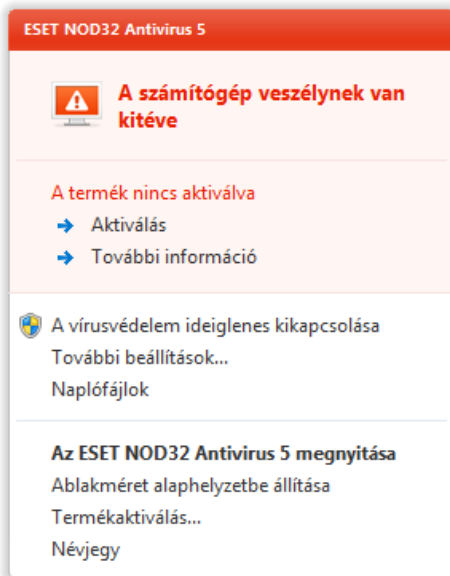 ESET NOD32 Antivirus 5
A számítógép veszélynek van
kitéve
A termék nincs aktiválva
Aktiválás
További információ
A vírusvédelem ideiglenes kikapcsolása
További beállítások...
Naplófájlok
Az ESET NOD32 Antivirus 5 megnyitása
Ablakméret alaphelyzetbe állítása
Termékaktiválás...
Névjegy